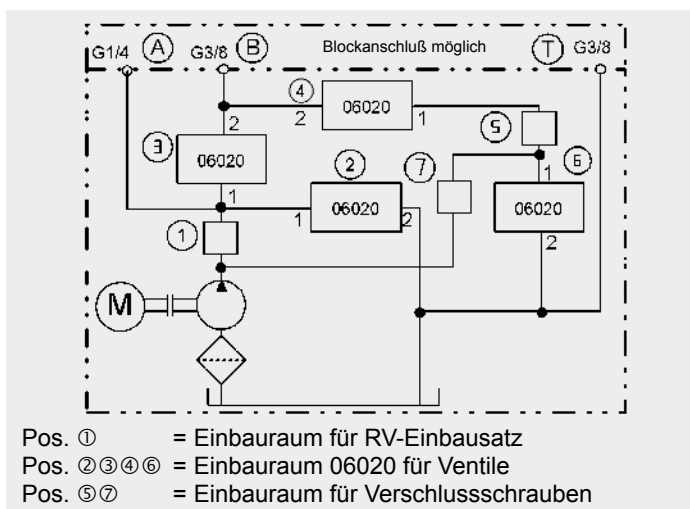 Blockanschluß möglich
G1/4 A G3/8 B T G3/8
4
2 06020 1
5
3
2
06020
1
2
1 06020 2
7
6
1
06020
2
1
M
Pos. ① = Einbauraum für RV-Einbausatz
Pos. ②③④⑥ = Einbauraum 06020 für Ventile
Pos. ⑤⑦ = Einbauraum für Verschlussschrauben